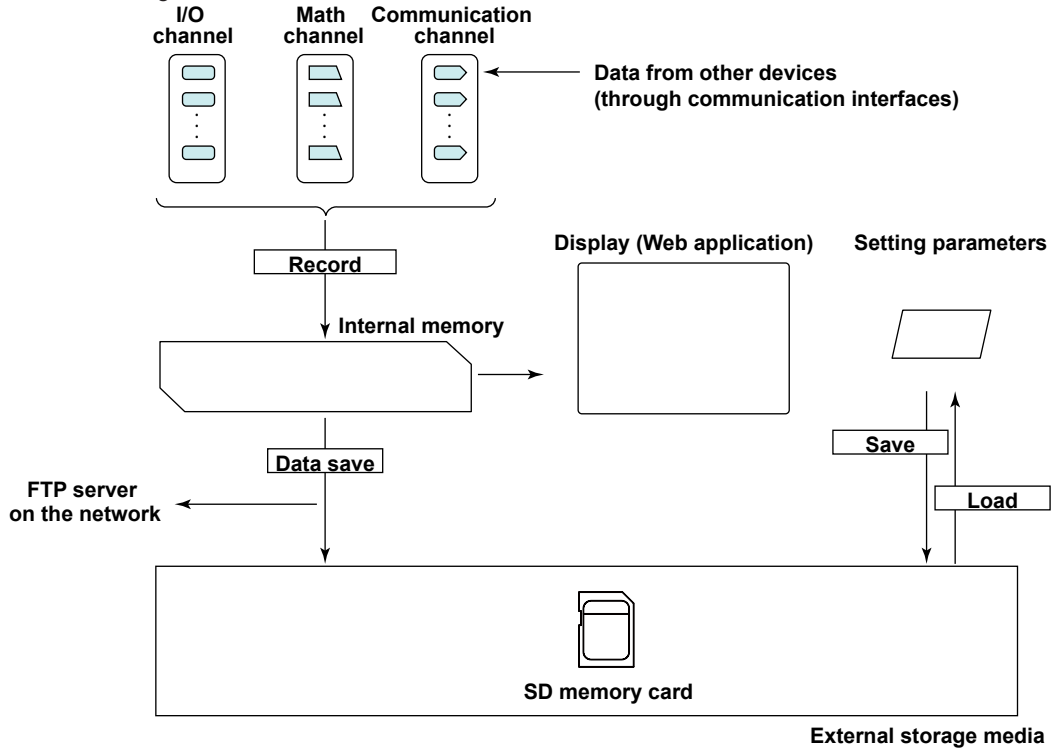 I/O
channel
Math
channel
Communication
channel
Data from other devices
(through communication interfaces)
Record
Internal memory
Display (Web application)
Setting parameters
Data save
Save
Load
FTP server
on the network
SD memory card
External storage media